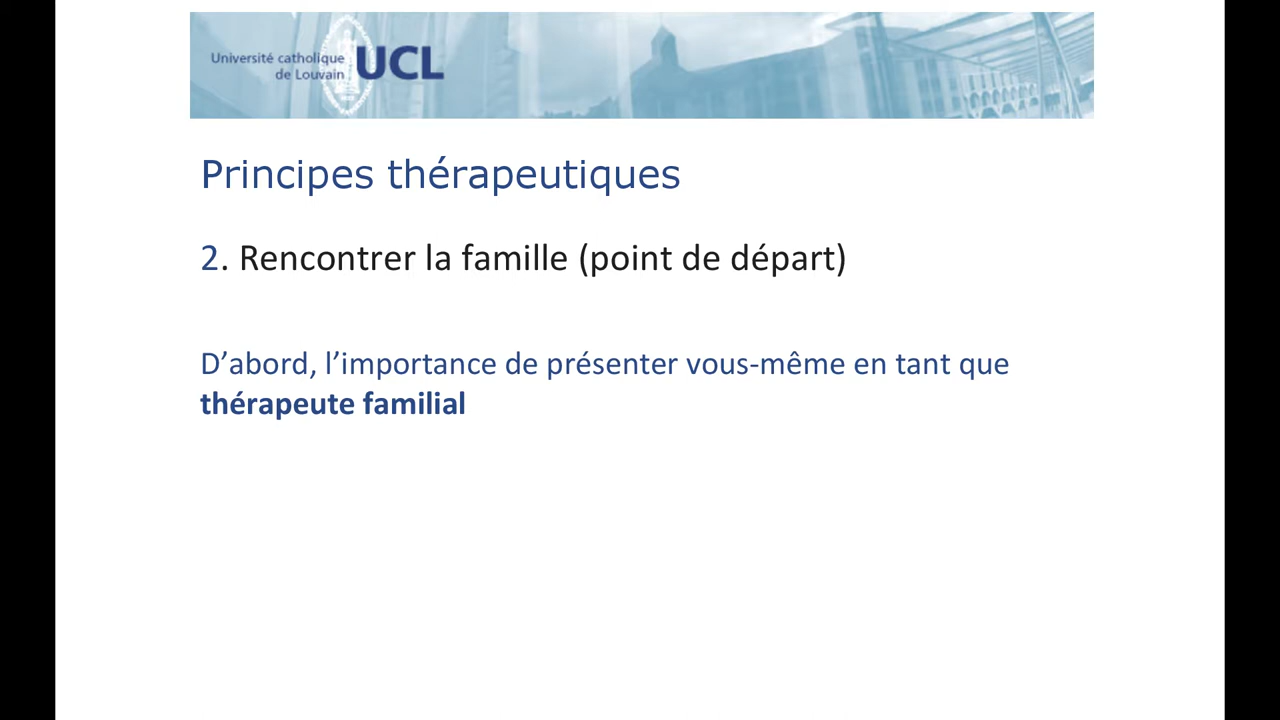 Université catholique
de Louvain
UCL
Principes thérapeutiques
2. Rencontrer la famille (point de départ)
D’abord, l’importance de présenter vous-même en tant que
thérapeute familial